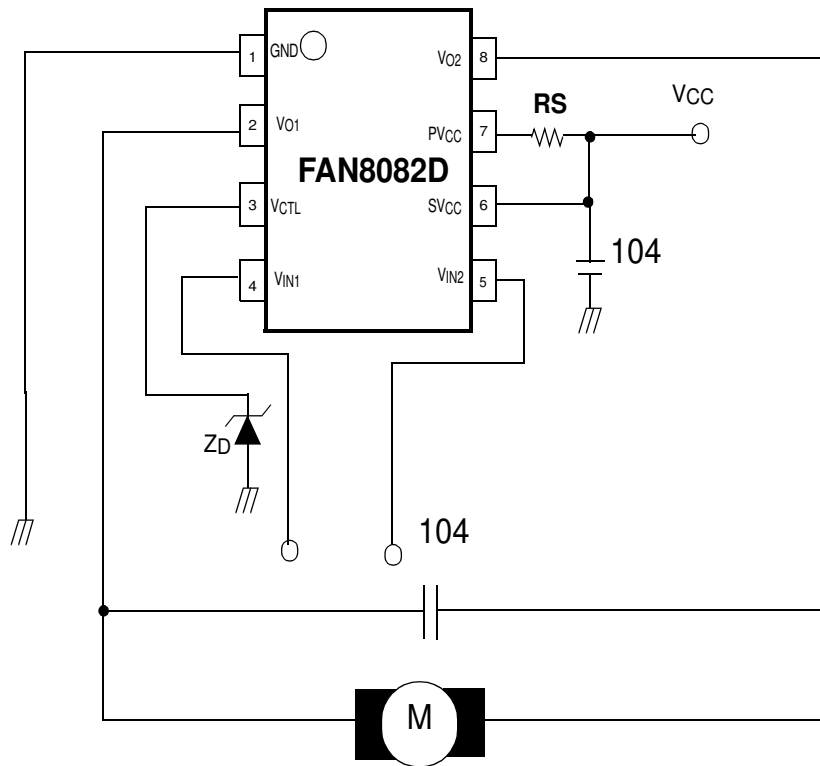 1 GND VO2 8
RS VCC
2 VO1 PVCC 7
FAN8082D
3 VCTL SVCC 6
104
4 VIN1 VIN2 5
ZD
104
M